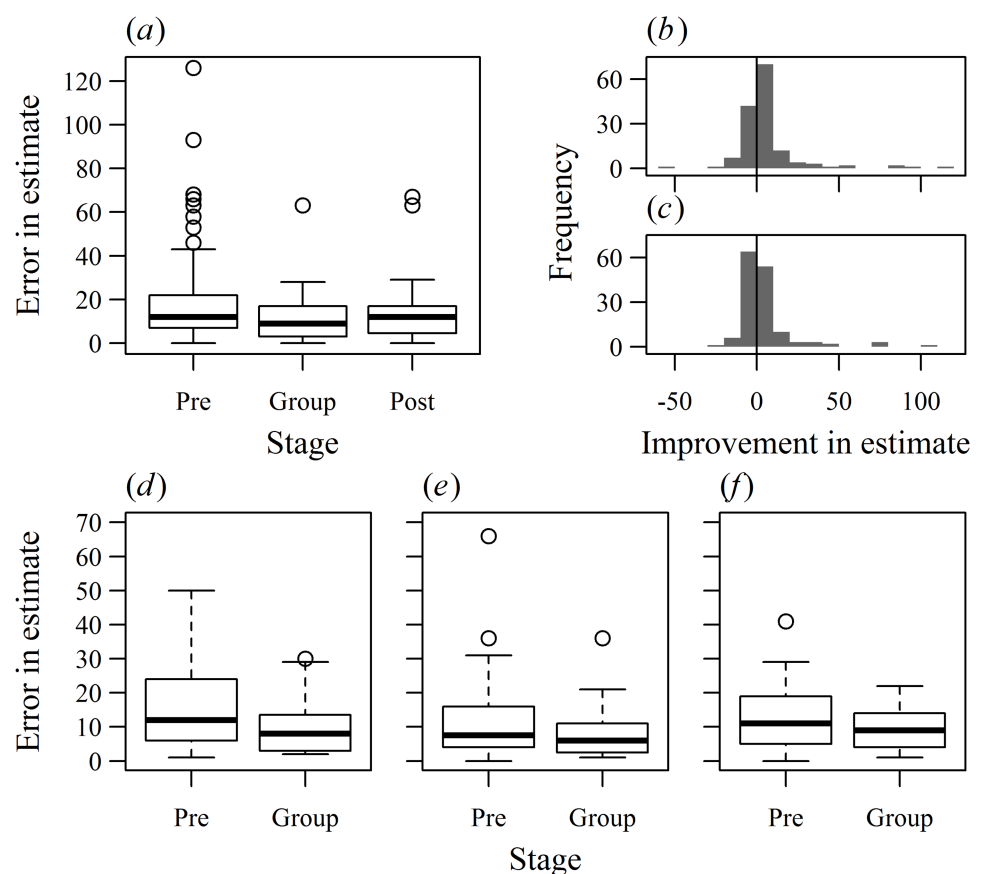 (a)
Error in estimate
120
100
80
60
40
20
0
Pre Group Post
Stage
(b)
Frequency
60
30
0
(c)
60
30
0
-50 0 50 100
Improvement in estimate
(d)
Error in estimate
70
60
50
40
30
20
10
0
Pre Group
(e)
Pre Group
(f)
Pre Group
Stage